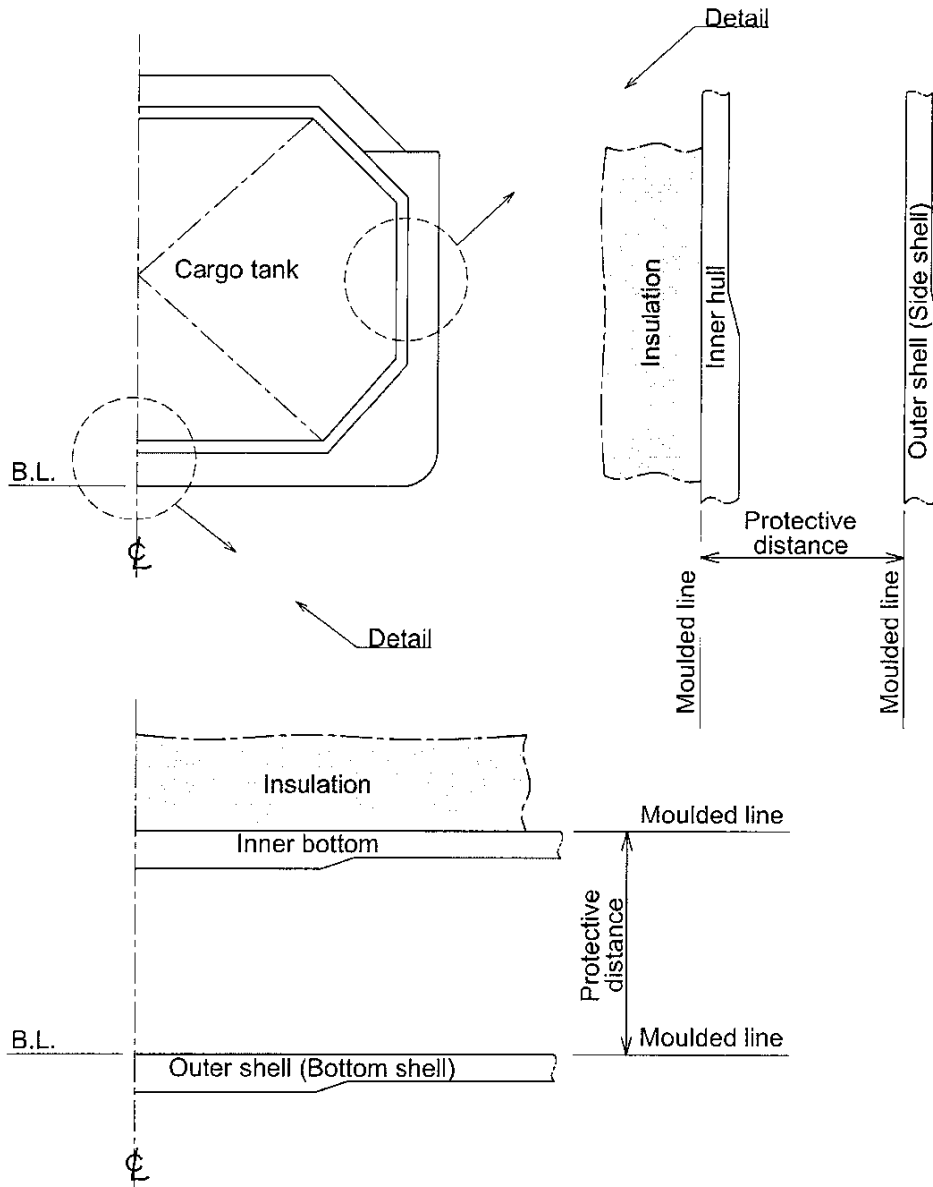 Detail
Cargo tank
B.L.
℄
Insulation
Inner hull
Outer shell (Side shell)
Protective
distance
Moulded line
Moulded line
Detail
Insulation
Inner bottom
Moulded line
Protective
distance
B.L.
Moulded line
Outer shell (Bottom shell)
℄